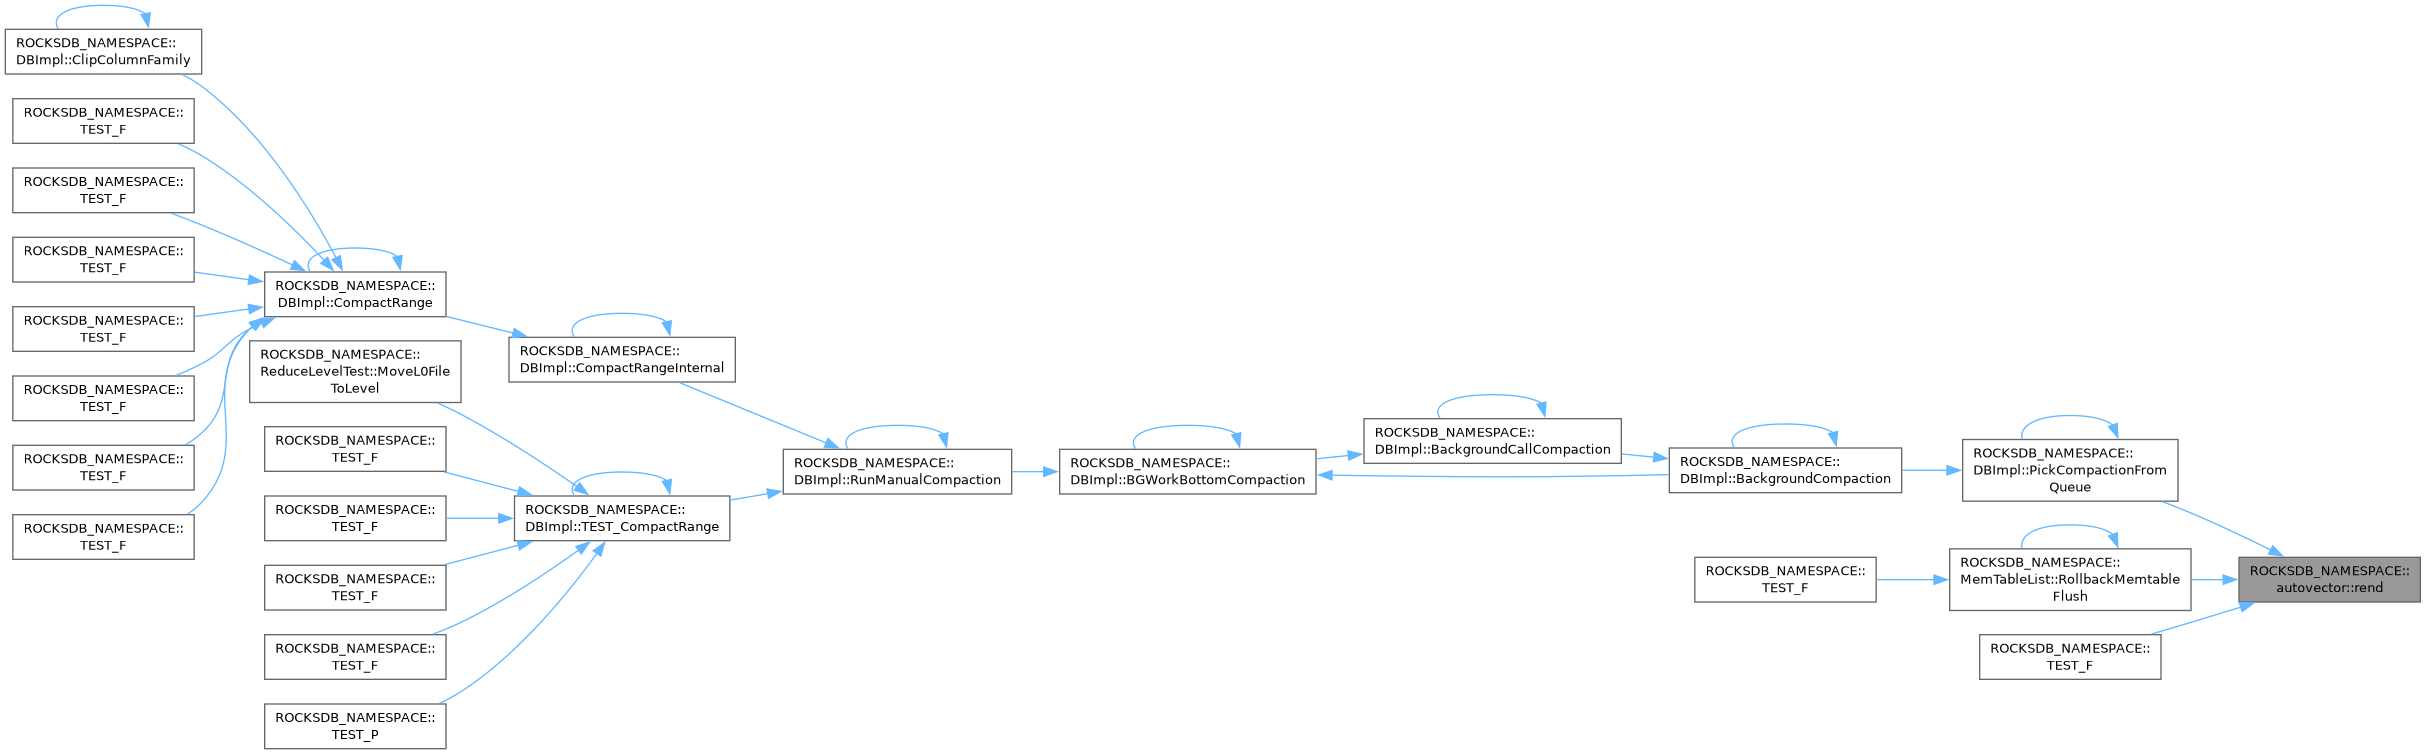 ROCKSDB_NAMESPACE::
DBImpl::ClipColumnFamily
ROCKSDB_NAMESPACE::
TEST_F
ROCKSDB_NAMESPACE::
TEST_F
ROCKSDB_NAMESPACE::
TEST_F
ROCKSDB_NAMESPACE::
TEST_F
ROCKSDB_NAMESPACE::
TEST_F
ROCKSDB_NAMESPACE::
TEST_F
ROCKSDB_NAMESPACE::
TEST_F
ROCKSDB_NAMESPACE::
DBImpl::CompactRange
ROCKSDB_NAMESPACE::
ReduceLevelTest::MoveL0File
ToLevel
ROCKSDB_NAMESPACE::
TEST_F
ROCKSDB_NAMESPACE::
TEST_F
ROCKSDB_NAMESPACE::
TEST_F
ROCKSDB_NAMESPACE::
TEST_F
ROCKSDB_NAMESPACE::
TEST_P
ROCKSDB_NAMESPACE::
DBImpl::CompactRangeInternal
ROCKSDB_NAMESPACE::
DBImpl::TEST_CompactRange
ROCKSDB_NAMESPACE::
DBImpl::RunManualCompaction
ROCKSDB_NAMESPACE::
DBImpl::BGWorkBottomCompaction
ROCKSDB_NAMESPACE::
DBImpl::BackgroundCallCompaction
ROCKSDB_NAMESPACE::
DBImpl::BackgroundCompaction
ROCKSDB_NAMESPACE::
TEST_F
ROCKSDB_NAMESPACE::
DBImpl::PickCompactionFrom
Queue
ROCKSDB_NAMESPACE::
MemTableList::RollbackMemtable
Flush
ROCKSDB_NAMESPACE::
TEST_F
ROCKSDB_NAMESPACE::
autovector::rend